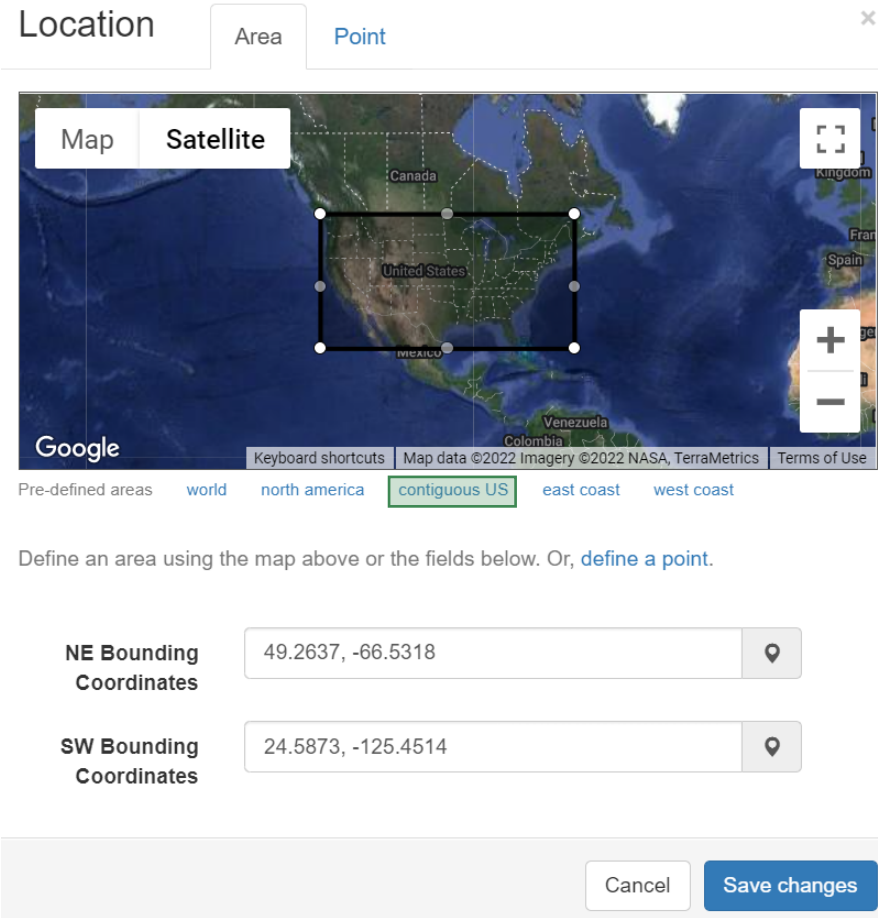 Location
Area
Point
×
Map
Satellite
Canada
Kingdom
Fran
Spain
United States
Mexico
Venezuela
Colombia
Google
Keyboard shortcuts
Map data ©2022 Imagery ©2022 NASA, TerraMetrics
Terms of Use
Pre-defined areas world north america contiguous US east coast west coast
Define an area using the map above or the fields below. Or, define a point.
NE Bounding
Coordinates
49.2637, -66.5318
SW Bounding
Coordinates
24.5873, -125.4514
Cancel
Save changes